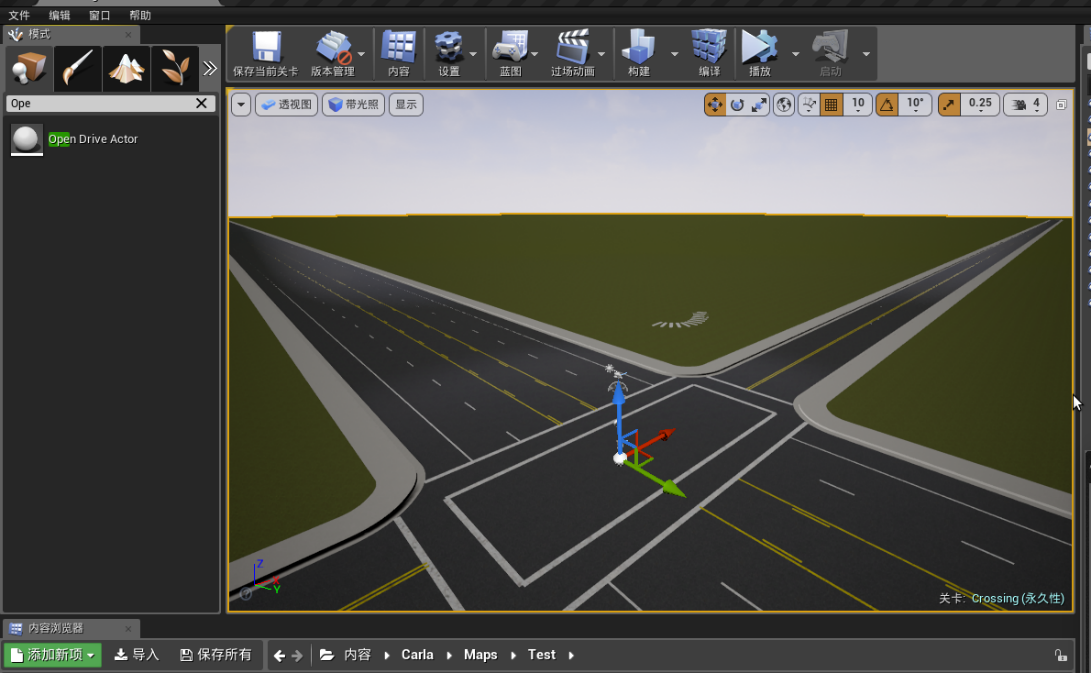 文件 编辑 窗口 帮助
模式
保存当前关卡 版本管理 内容 设置 蓝图 过场动画 构建 编译 播放 启动
Ope
透视图 带光照 显示 10 10° 0.25 4
Open Drive Actor
Z
Y
关卡: Crossing (永久性)
内容浏览器
添加新项 导入 保存所有 内容 Carla Maps Test